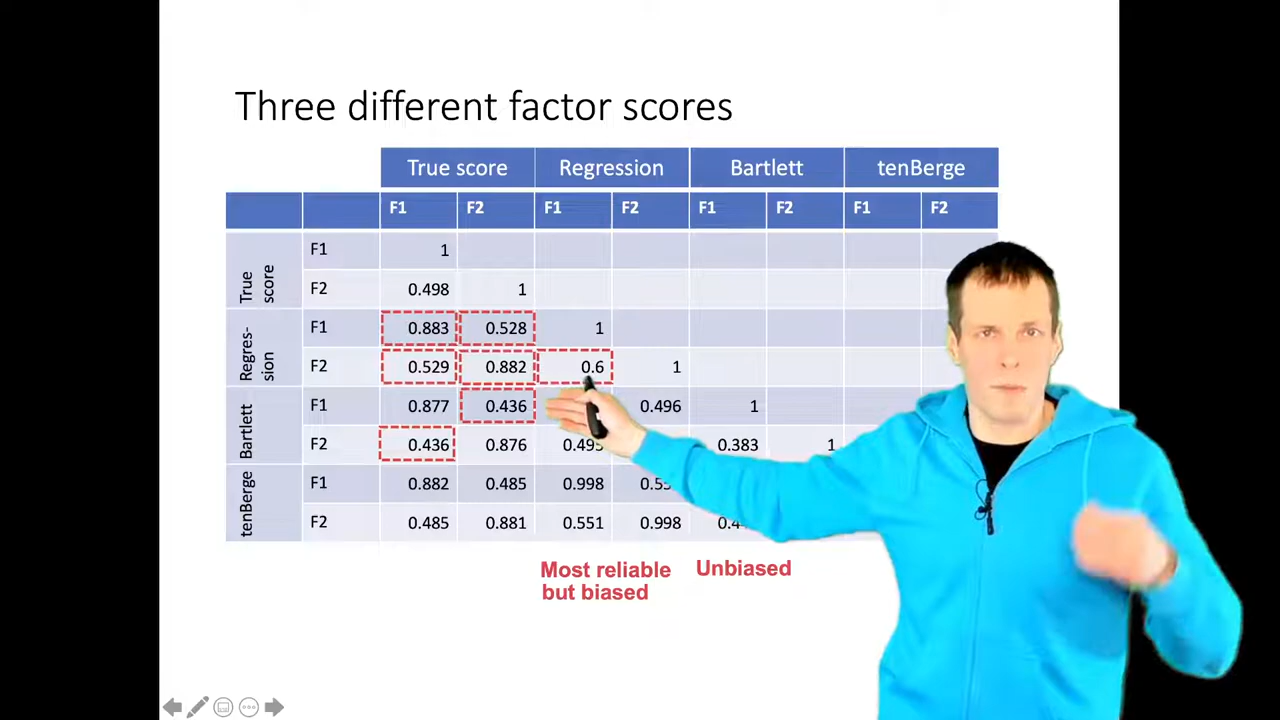 Three different factor scores
True score Regression Bartlett tenBerge
F1 F2 F1 F2 F1 F2 F1 F2
True score F1 1
F2 0.498 1
Regres-sion F1 0.883 0.528 1
F2 0.529 0.882 0.6 1
Bartlett F1 0.877 0.436 0.496 1
F2 0.436 0.876 0.383 1
tenBerge F1 0.882 0.485 0.998
F2 0.485 0.881 0.551 0.998
Most reliable Unbiased
but biased